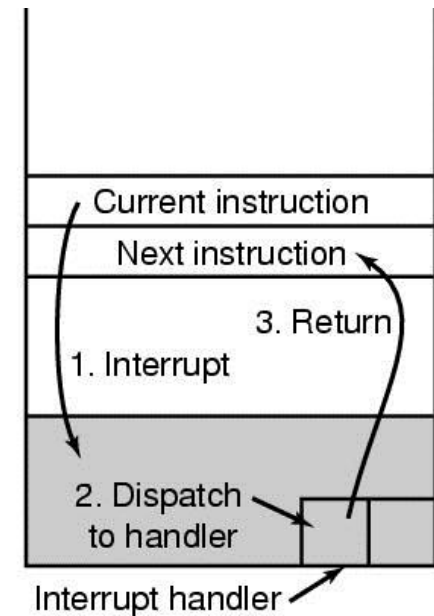 Current instruction
Next instruction
3. Return
1. Interrupt
2. Dispatch
to handler
Interrupt handler